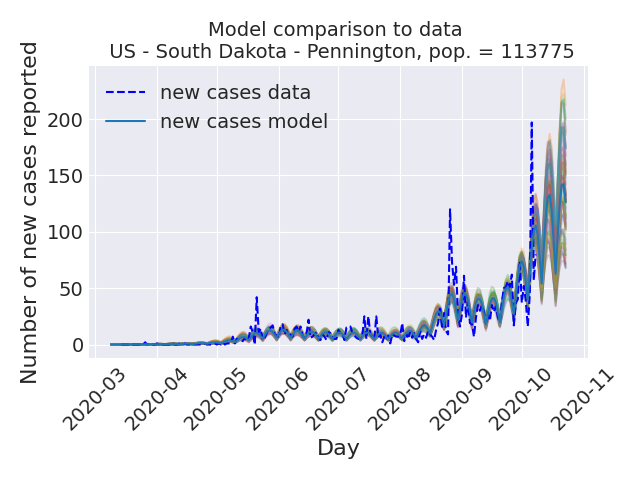 Model comparison to data
US - South Dakota - Pennington, pop. = 113775
Number of new cases reported
new cases data
new cases model
200
150
100
50
0
2020-03
2020-04
2020-05
2020-06
2020-07
2020-08
2020-09
2020-10
2020-11
Day